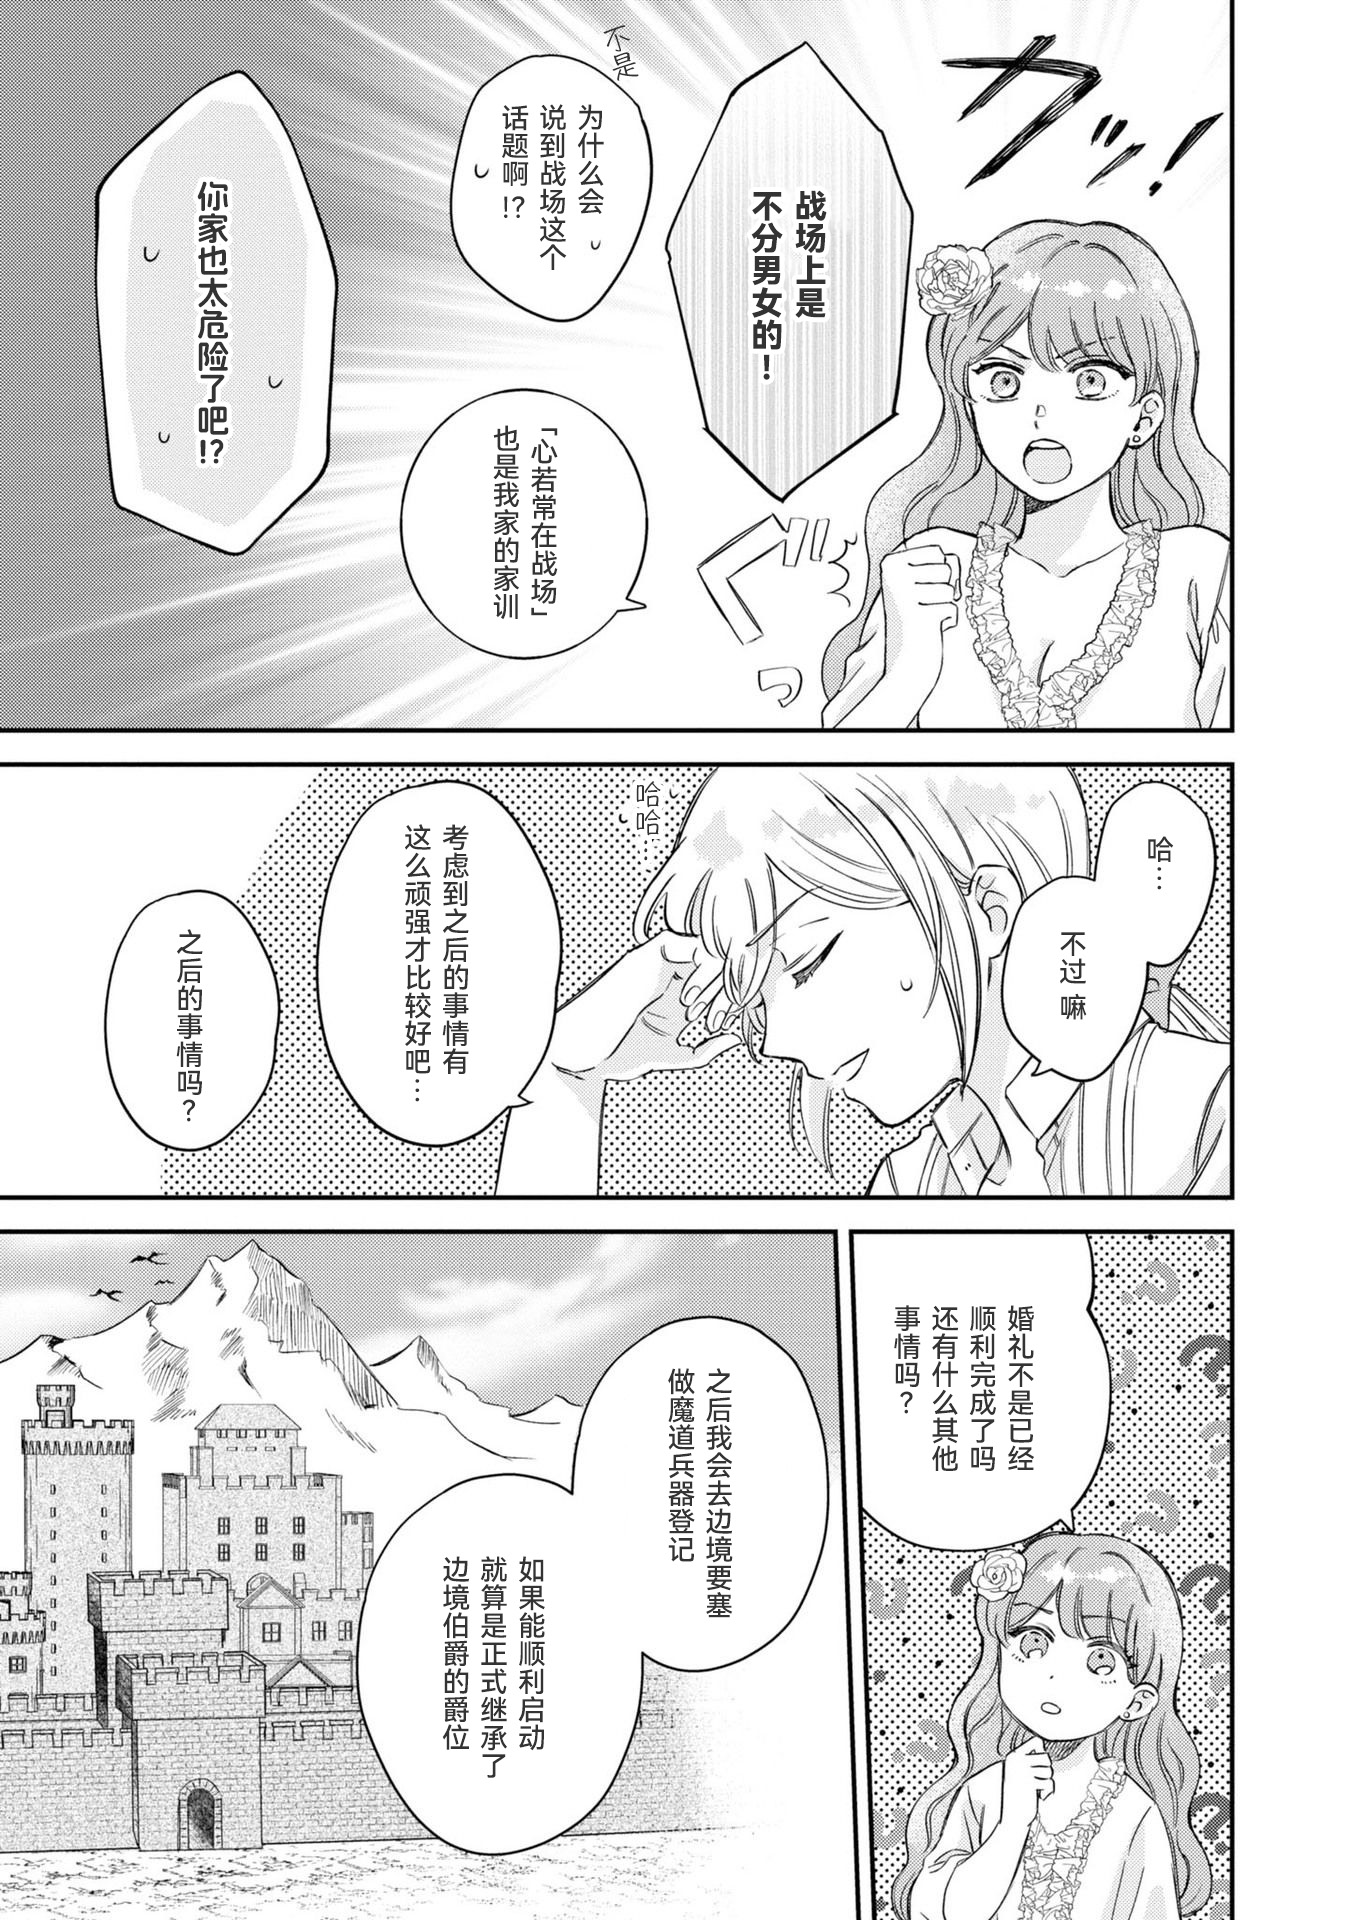 カッ!
战场上是
不分男女的！
不是
为什么会
说到战场这个
话题啊!?
「心若常在战场」
也是我家的家训
ぐっ
你家也太危险了吧!?
哈…
不过嘛
哈哈…
考虑到之后的事情有
这么顽强才比较好吧…
之后的事情吗？
婚礼不是已经
顺利完成了吗
还有什么其他
事情吗？
之后我会去边境要塞
做魔道兵器登记
如果能顺利启动
就算是正式继承了
边境伯爵的爵位